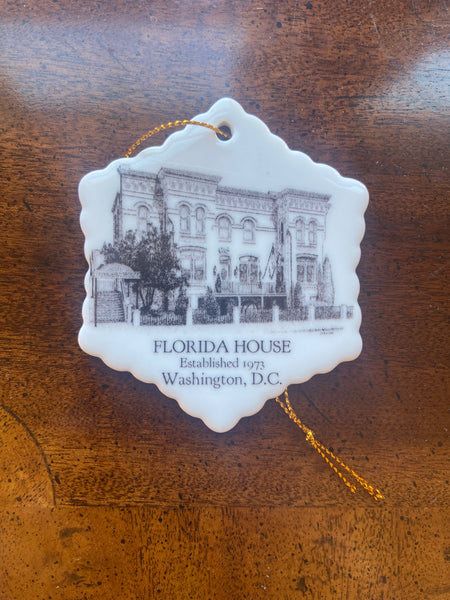 FLORIDA HOUSE
Established 1973
Washington, D.C.